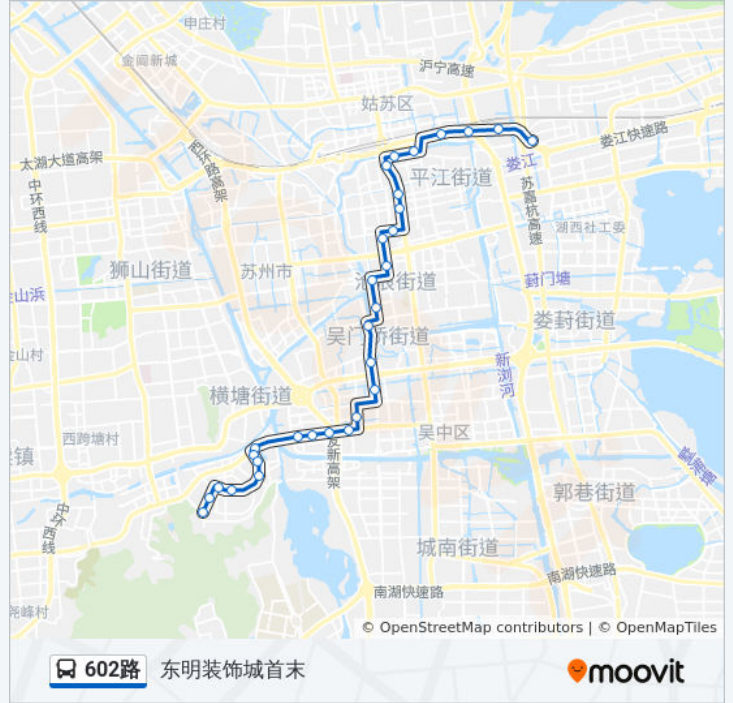 申庄村
金阊新城
沪宁高速
姑苏区
娄江快速路
太湖大道高架
西环路高架
娄江
平江街道
中环西线
苏嘉杭高速
湖西社工委
狮山街道
苏州市
沧浪街道
葑门塘
山浜
娄葑街道
吴门桥街道
山村
新浏河
横塘街道
西跨塘村
吴中区
镇
友新高架
郭巷街道
中环西线
城南街道
南湖快速路
南湖快速路
尧峰村
© OpenStreetMap contributors | © OpenMapTiles
602路 东明装饰城首末
moovit